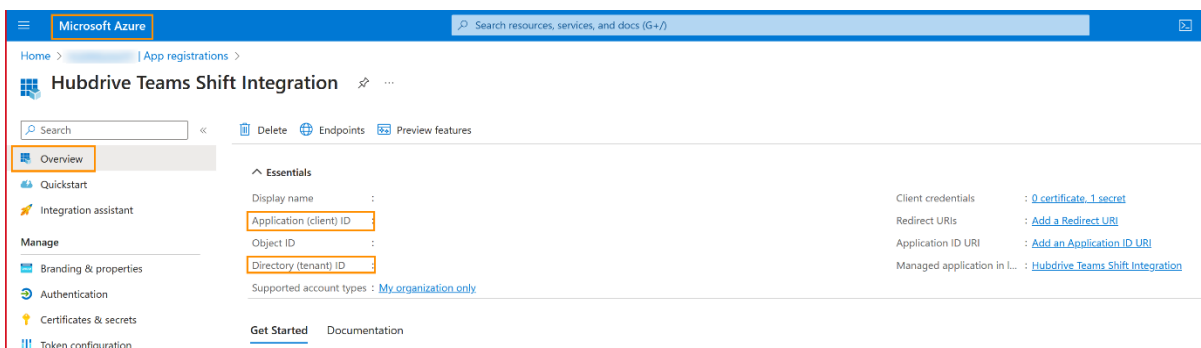 Microsoft Azure
Search resources, services, and docs (G+/)
Home > | App registrations >
Hubdrive Teams Shift Integration
Search
Delete Endpoints Preview features
Overview
Quickstart
Integration assistant
Manage
Branding & properties
Authentication
Certificates & secrets
Token configuration
Essentials
Display name :
Application (client) ID :
Object ID :
Directory (tenant) ID :
Supported account types : My organization only
Client credentials : 0 certificate, 1 secret
Redirect URIs : Add a Redirect URI
Application ID URI : Add an Application ID URI
Managed application in l... : Hubdrive Teams Shift Integration
Get Started Documentation